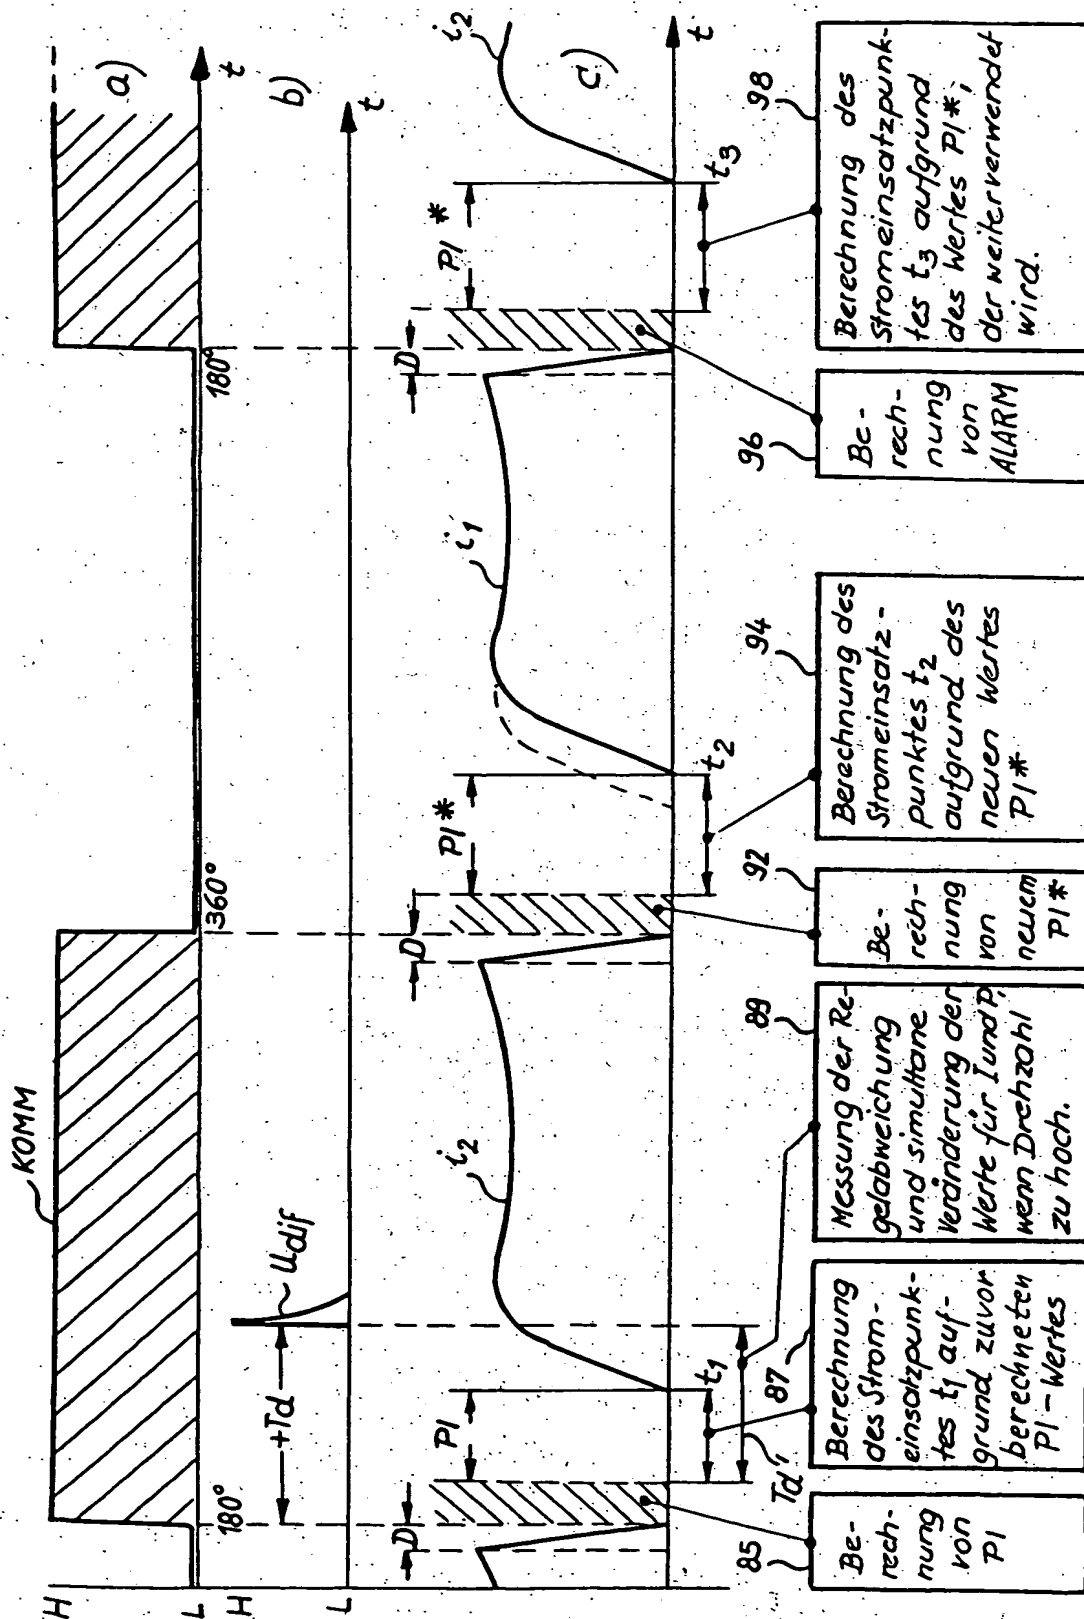 KOMM
H
L
180°
360°
180°
a)
t
H
L
+Td
Udif
b)
t
D
PI
t1
i2
D
PI*
t2
i1
D
PI*
t3
i2
c)
t
Td'
85
Be-
rech-
nung
von
PI
87
Berechnung
des Strom-
einsatzpunk-
tes t1 auf-
grund zuvor
berechneten
PI-Wertes
89
Messung der Re-
gelabweichung
und simultane
Veränderung der
Werte für I und P,
wenn Drehzahl
zu hoch.
92
Be-
rech-
nung
von
neuem
PI*
94
Berechnung des
Stromeinsatz-
punktes t2
aufgrund des
neuen Wertes
PI*
96
Be-
rech-
nung
von
ALARM
98
Berechnung des
Stromeinsatzpunk-
tes t3 aufgrund
des Wertes PI*,
der weiterverwendet
wird.